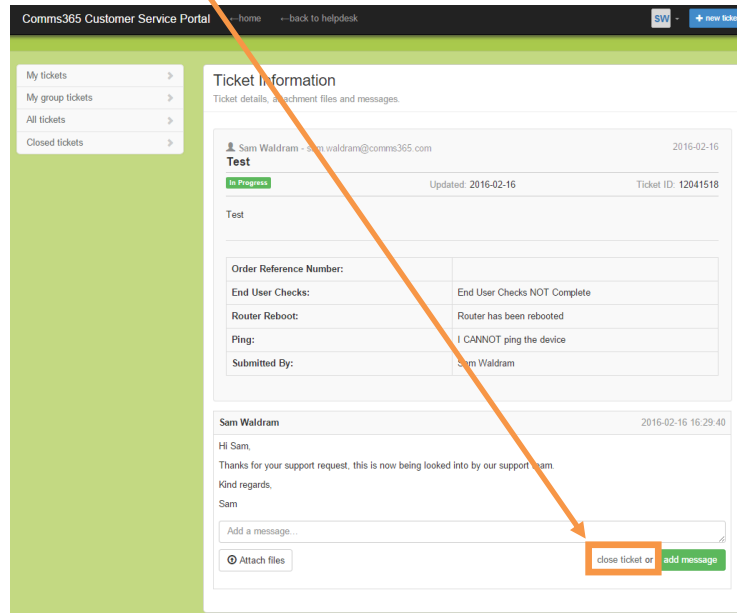 Comms365 Customer Service Portal ←home ←back to helpdesk SW + new
My tickets
My group tickets
All tickets
Closed tickets
Ticket Information
Ticket details, attachment files and messages.
Sam Waldram - sam.waldram@comms365.com 2016-02-16
Test
In Progress Updated: 2016-02-16 Ticket ID: 12041518
Test
Order Reference Number:
End User Checks: End User Checks NOT Complete
Router Reboot: Router has been rebooted
Ping: I CANNOT ping the device
Submitted By: Sam Waldram
Sam Waldram 2016-02-16 16:29:40
Hi Sam,
Thanks for your support request, this is now being looked into by our support team.
Kind regards,
Sam
Add a message...
Attach files close ticket or add message